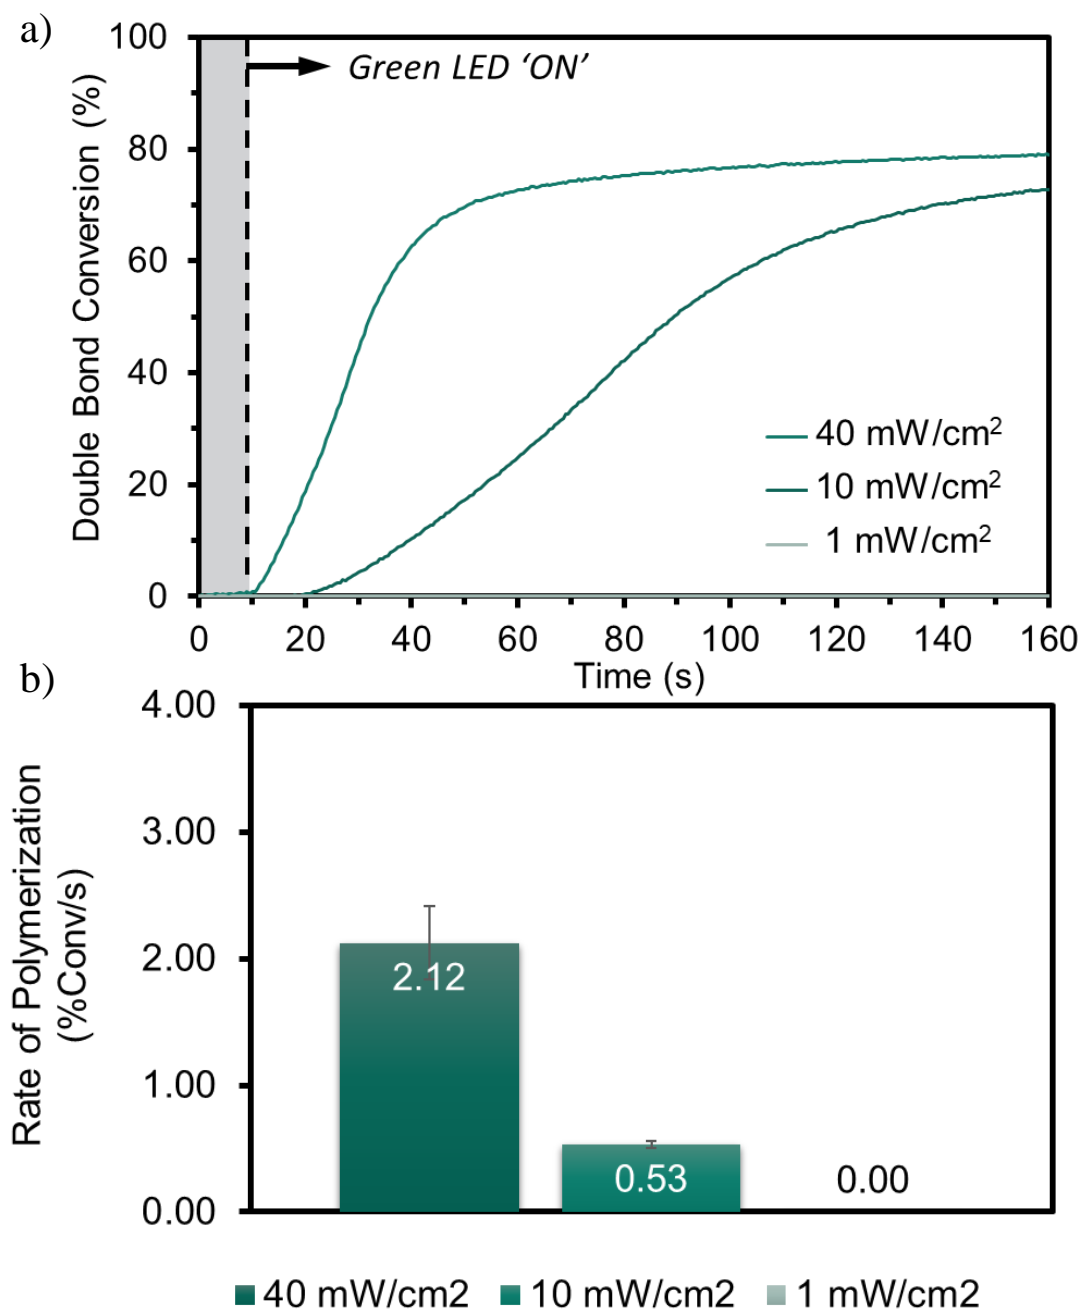 a)
100
80
60
40
20
0
Double Bond Conversion (%)
Green LED ‘ON’
40 mW/cm²
10 mW/cm²
1 mW/cm²
0 20 40 60 80 100 120 140 160
Time (s)
b)
4.00
3.00
2.00
1.00
0.00
Rate of Polymerization
(%Conv/s)
2.12
0.53
0.00
40 mW/cm2 10 mW/cm2 1 mW/cm2